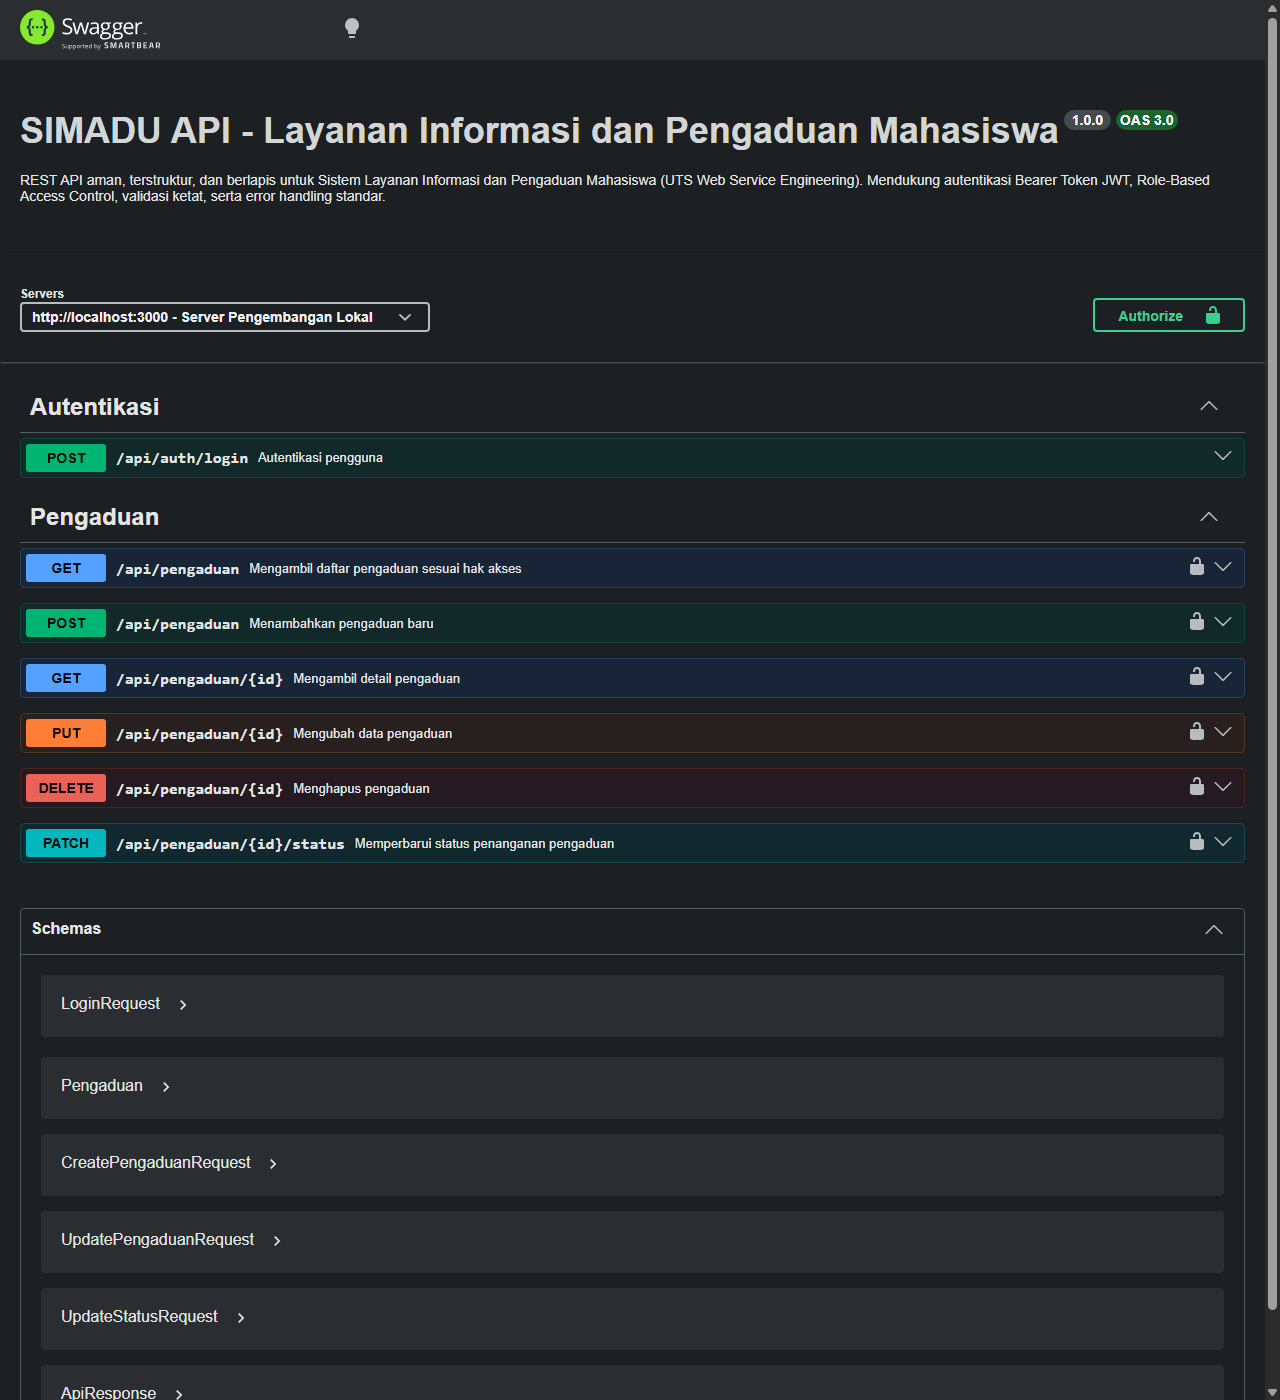 Swagger
Supported by SMARTBEAR
SIMADU API - Layanan Informasi dan Pengaduan Mahasiswa 1.0.0 OAS 3.0
REST API aman, terstruktur, dan berlapis untuk Sistem Layanan Informasi dan Pengaduan Mahasiswa (UTS Web Service Engineering). Mendukung autentikasi Bearer Token JWT, Role-Based
Access Control, validasi ketat, serta error handling standar.
Servers
http://localhost:3000 - Server Pengembangan Lokal
Authorize
Autentikasi
POST /api/auth/login Autentikasi pengguna
Pengaduan
GET /api/pengaduan Mengambil daftar pengaduan sesuai hak akses
POST /api/pengaduan Menambahkan pengaduan baru
GET /api/pengaduan/{id} Mengambil detail pengaduan
PUT /api/pengaduan/{id} Mengubah data pengaduan
DELETE /api/pengaduan/{id} Menghapus pengaduan
PATCH /api/pengaduan/{id}/status Memperbarui status penanganan pengaduan
Schemas
LoginRequest
Pengaduan
CreatePengaduanRequest
UpdatePengaduanRequest
UpdateStatusRequest
ApiResponse